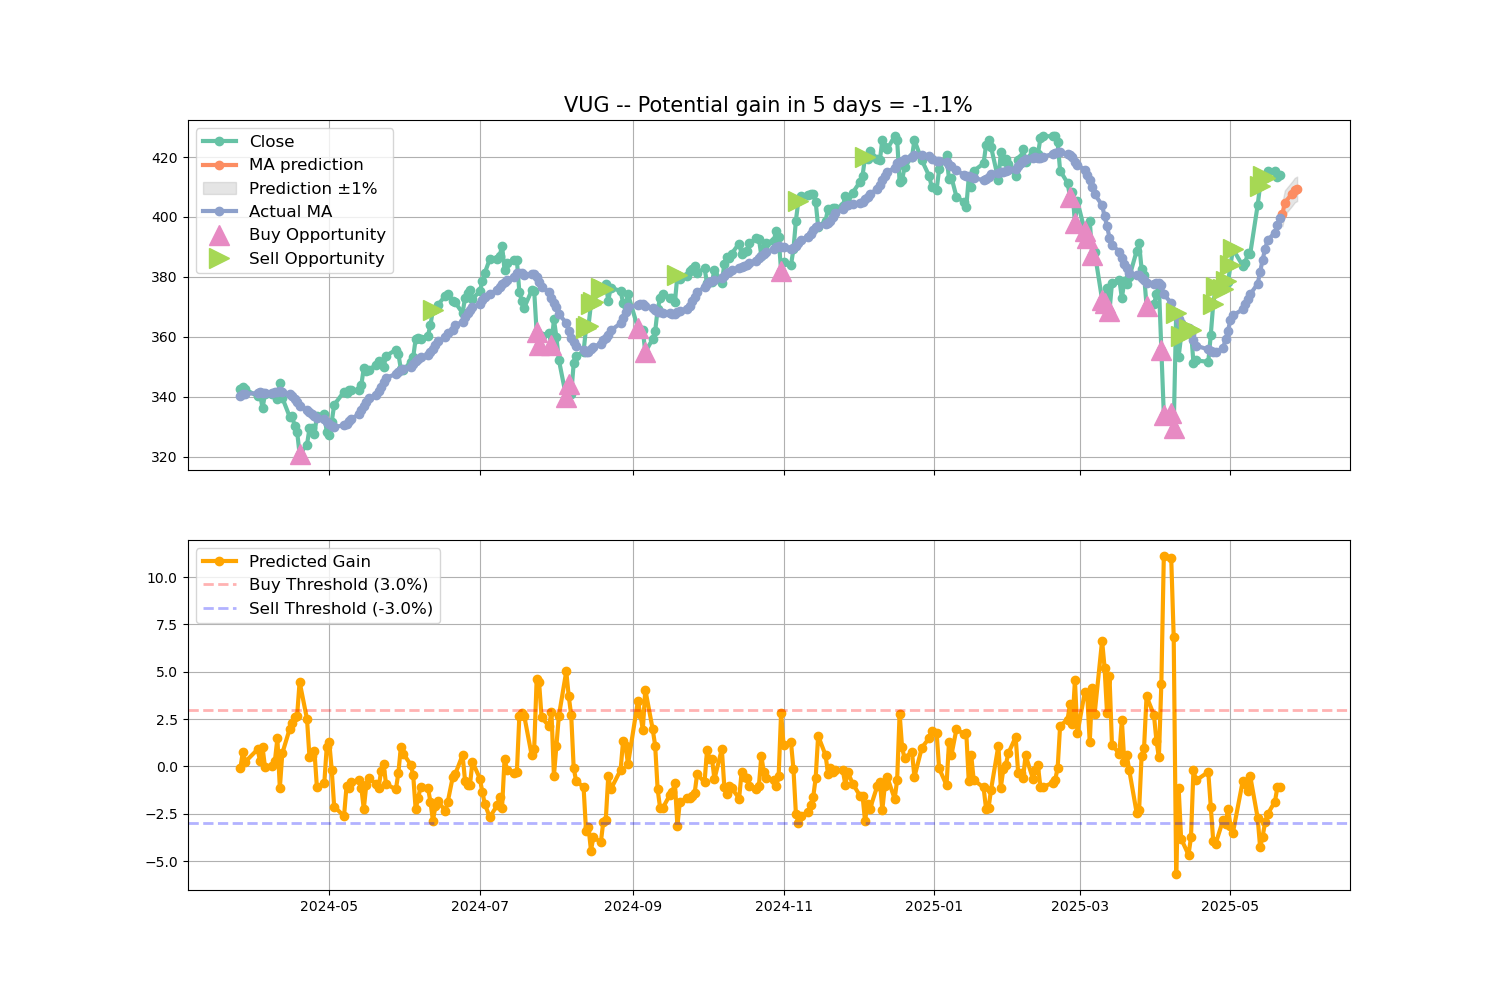 VUG -- Potential gain in 5 days = -1.1%
Close
MA prediction
Prediction ±1%
Actual MA
Buy Opportunity
Sell Opportunity
420
400
380
360
340
320
Predicted Gain
Buy Threshold (3.0%)
Sell Threshold (-3.0%)
10.0
7.5
5.0
2.5
0.0
−2.5
−5.0
2024-05 2024-07 2024-09 2024-11 2025-01 2025-03 2025-05